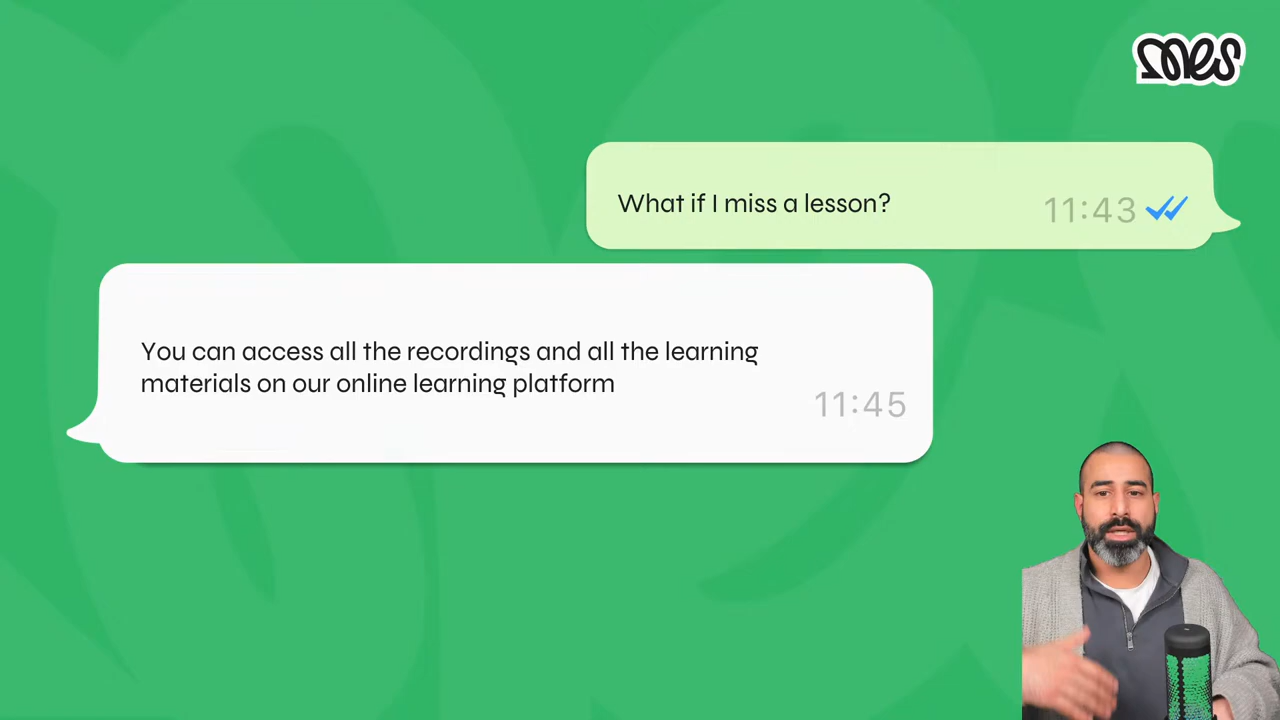 mes
What if I miss a lesson?
11:43
You can access all the recordings and all the learning
materials on our online learning platform
11:45